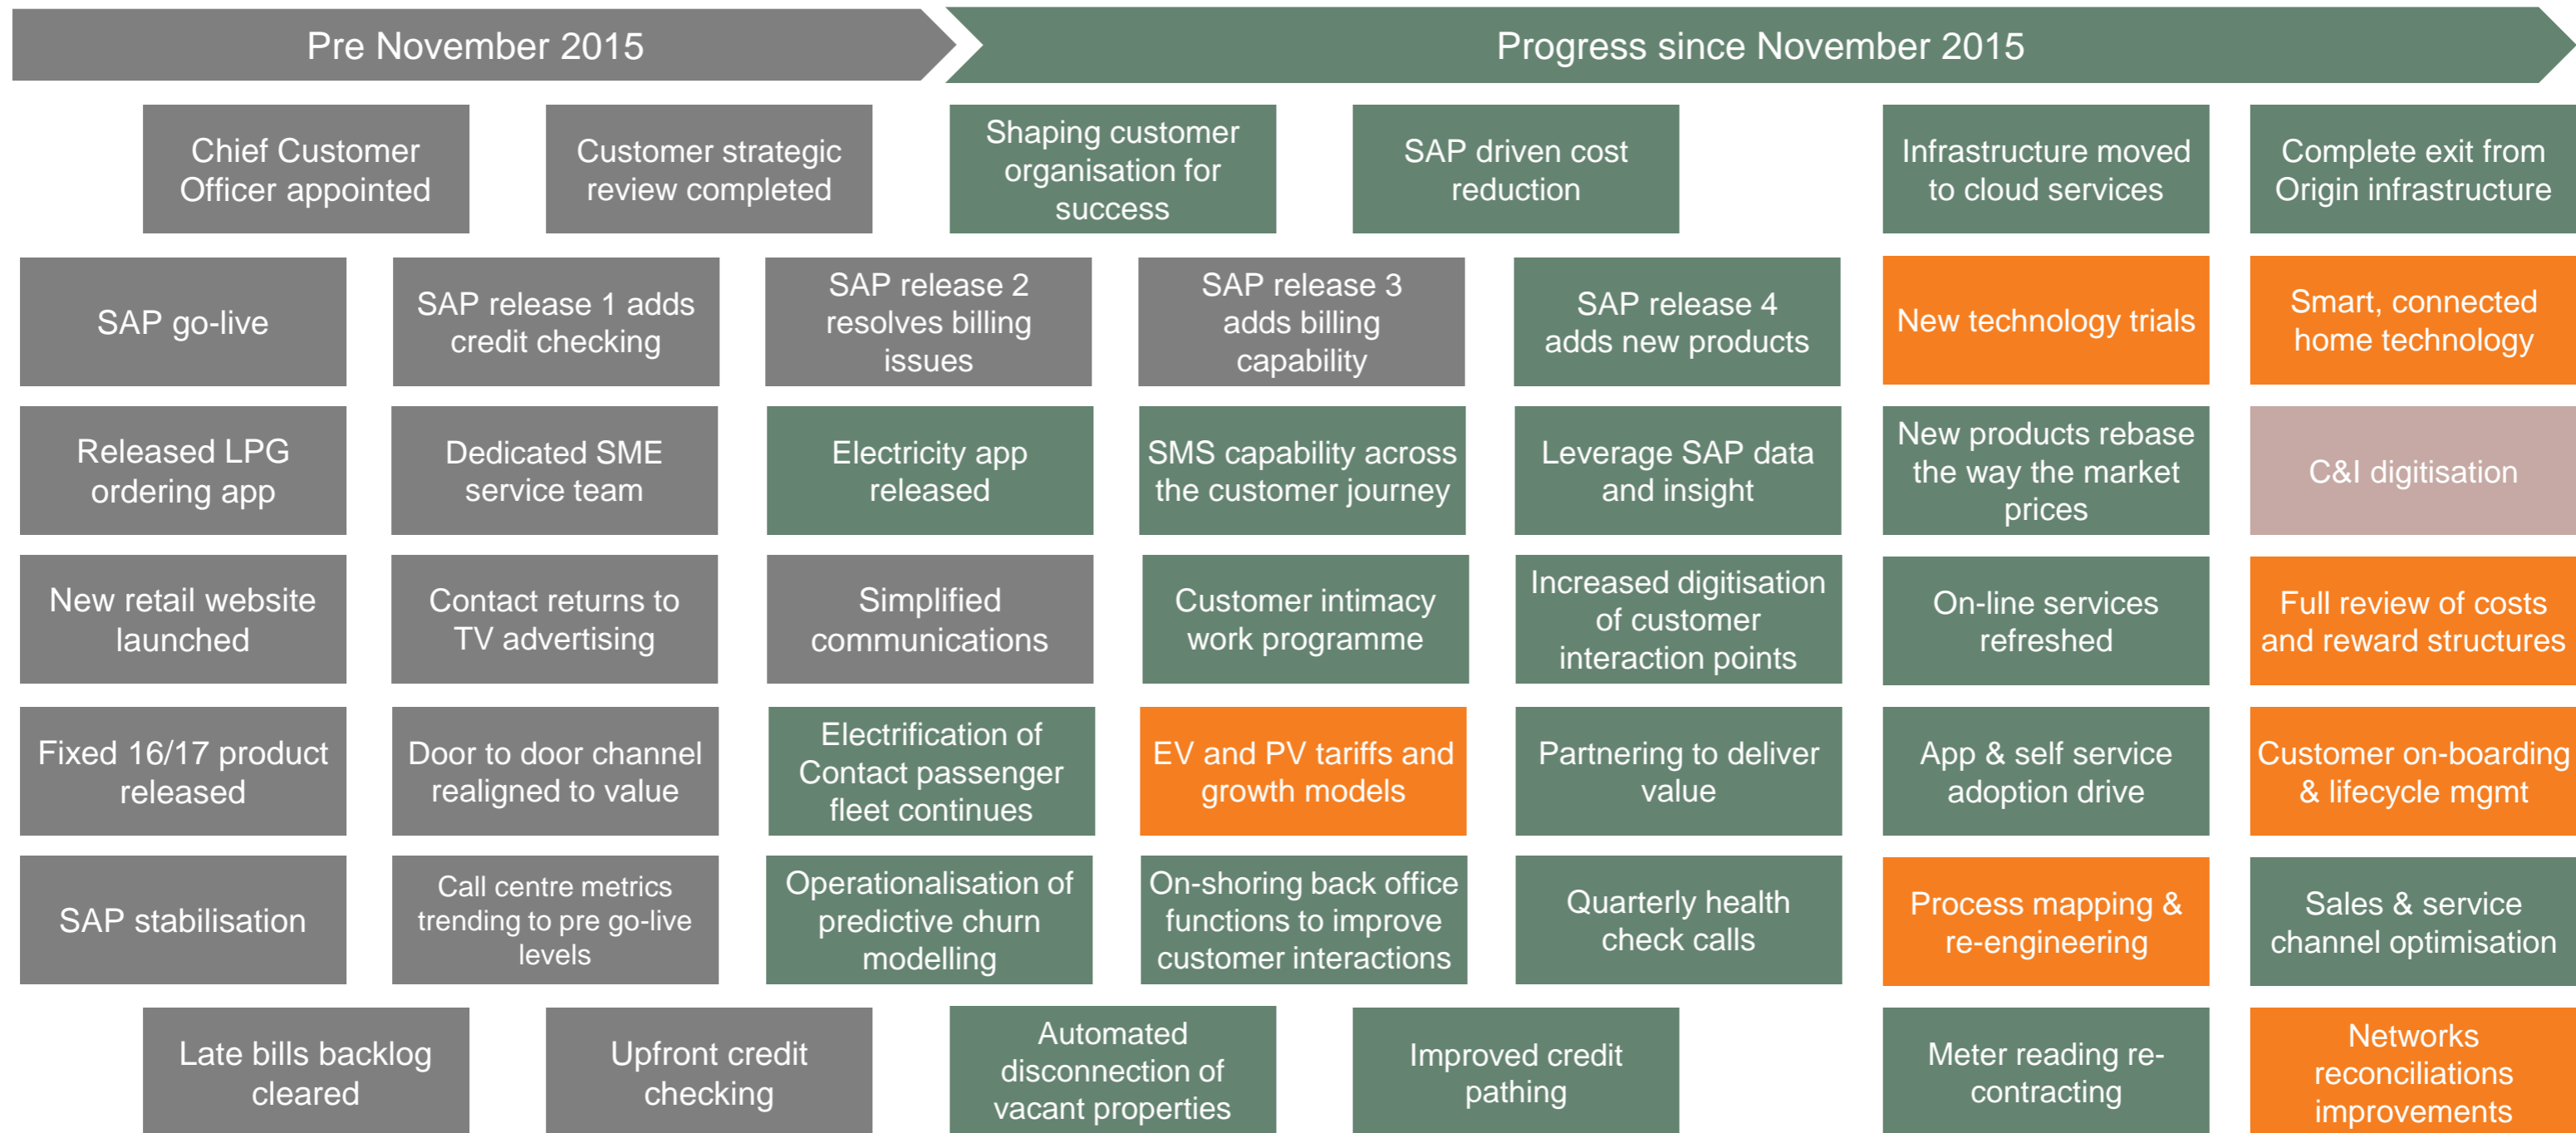 Pre November 2015
Progress since November 2015
Chief Customer
Officer appointed
Customer strategic
review completed
Shaping customer
organisation for
success
SAP driven cost
reduction
Infrastructure moved
to cloud services
Complete exit from
Origin infrastructure
SAP go-live
SAP release 1 adds
credit checking
SAP release 2
resolves billing
issues
SAP release 3
adds billing
capability
SAP release 4
adds new products
New technology trials
Smart, connected
home technology
Released LPG
ordering app
Dedicated SME
service team
Electricity app
released
SMS capability across
the customer journey
Leverage SAP data
and insight
New products rebase
the way the market
prices
C&I digitisation
New retail website
launched
Contact returns to
TV advertising
Simplified
communications
Customer intimacy
work programme
Increased digitisation
of customer
interaction points
On-line services
refreshed
Full review of costs
and reward structures
Fixed 16/17 product
released
Door to door channel
realigned to value
Electrification of
Contact passenger
fleet continues
EV and PV tariffs and
growth models
Partnering to deliver
value
App & self service
adoption drive
Customer on-boarding
& lifecycle mgmt
SAP stabilisation
Call centre metrics
trending to pre go-live
levels
Operationalisation of
predictive churn
modelling
On-shoring back office
functions to improve
customer interactions
Quarterly health
check calls
Process mapping &
re-engineering
Sales & service
channel optimisation
Late bills backlog
cleared
Upfront credit
checking
Automated
disconnection of
vacant properties
Improved credit
pathing
Meter reading re-
contracting
Networks
reconciliations
improvements